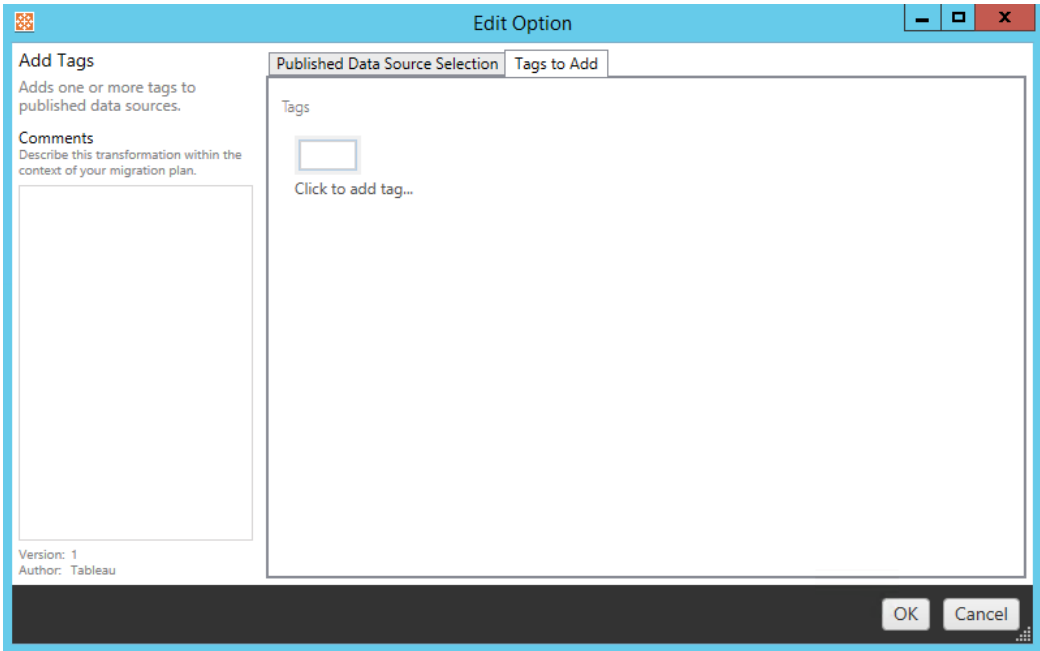 Edit Option
Add Tags
Adds one or more tags to
published data sources.
Comments
Describe this transformation within the
context of your migration plan.
Version: 1
Author: Tableau
Published Data Source Selection
Tags to Add
Tags
Click to add tag...
OK
Cancel